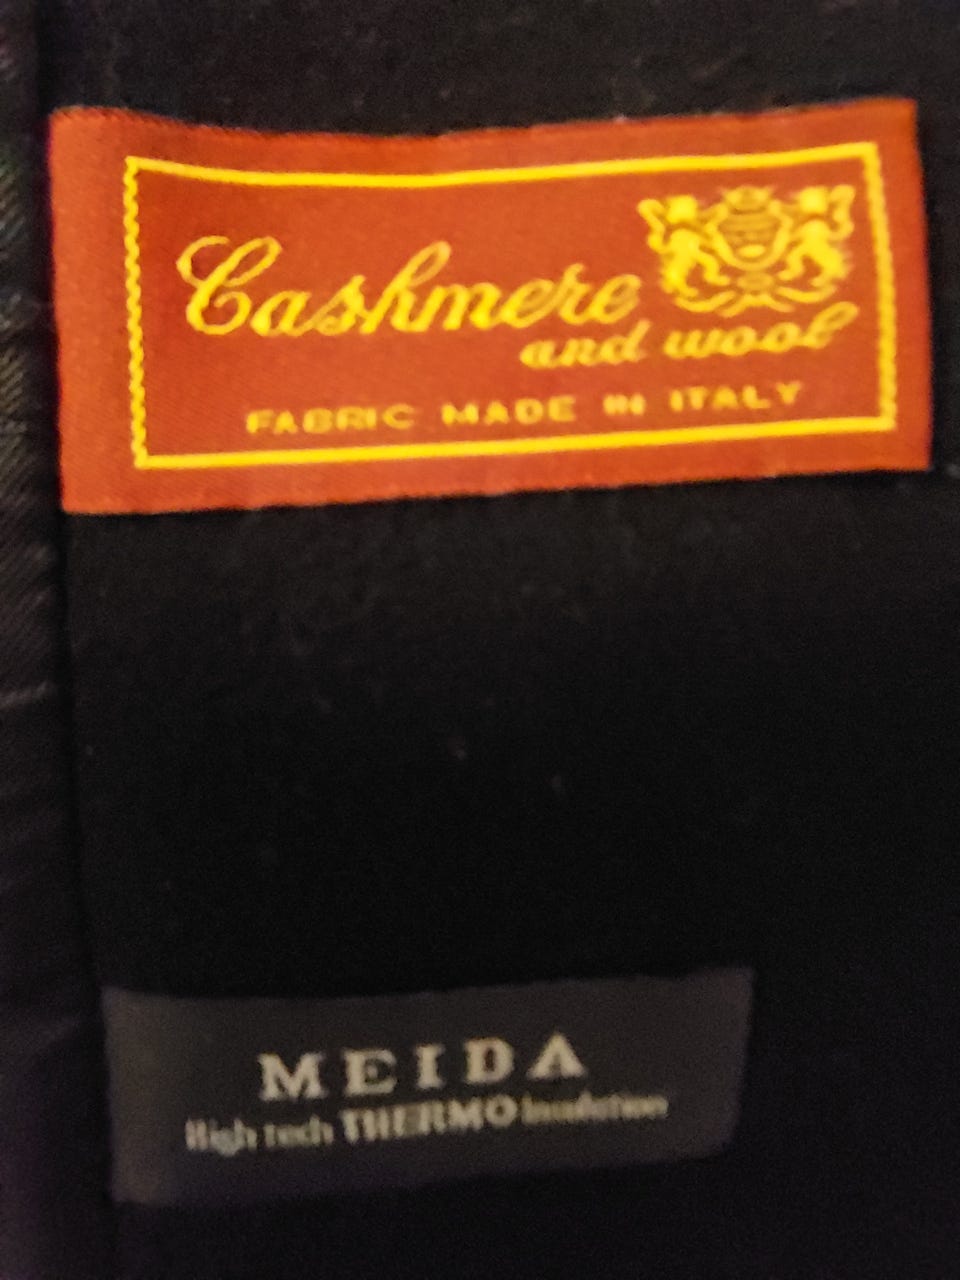 Cashmere
and wool
FABRIC MADE IN ITALY
MEIDA
High tech THERMO Insulation